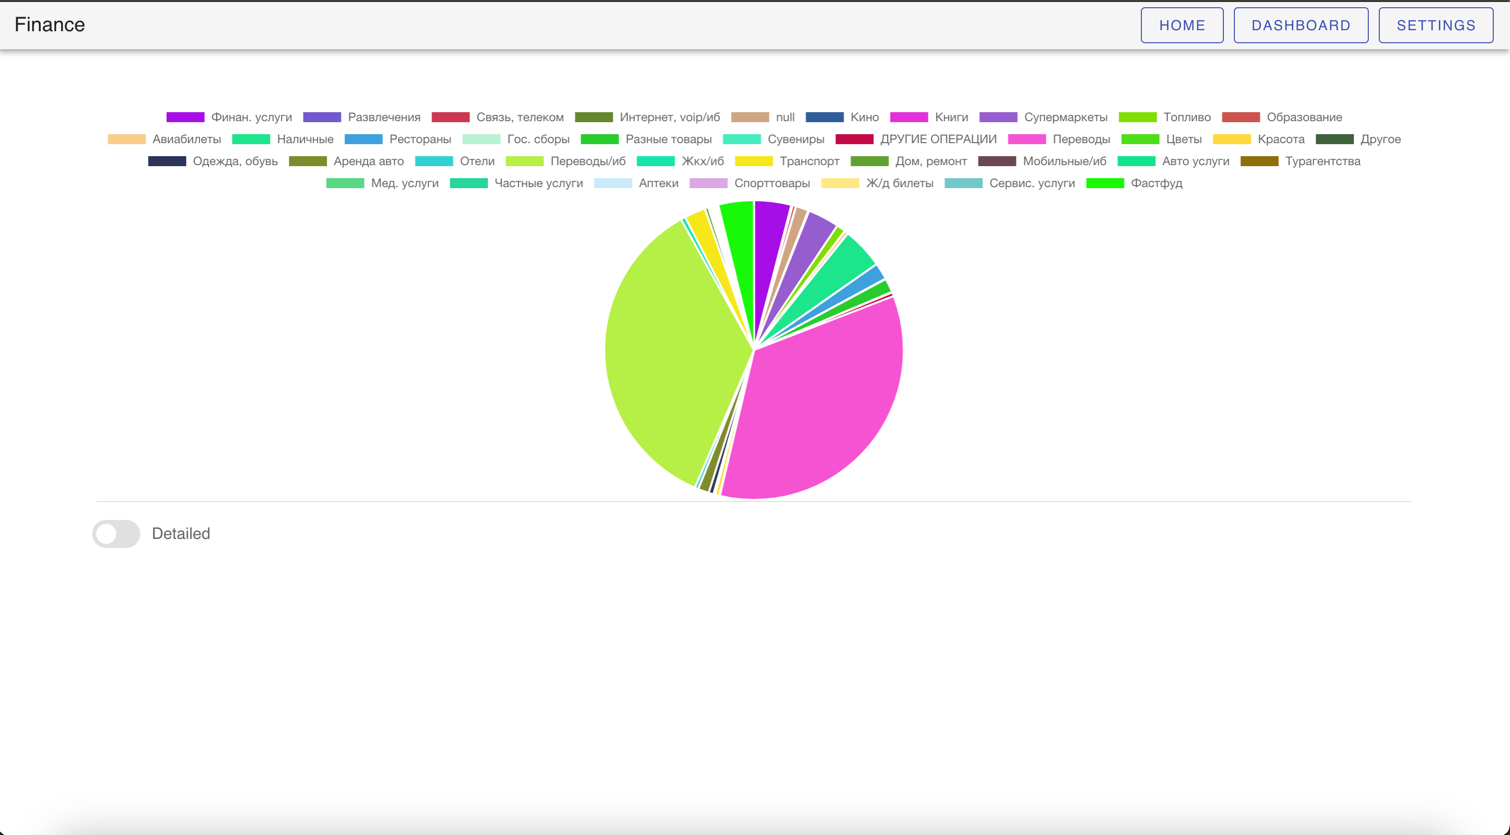 Finance HOME DASHBOARD SETTINGS
Финан. услуги Развлечения Связь, телеком Интернет, voip/иб null Кино Книги Супермаркеты Топливо Образование
Авиабилеты Наличные Рестораны Гос. сборы Разные товары Сувениры ДРУГИЕ ОПЕРАЦИИ Переводы Цветы Красота Другое
Одежда, обувь Аренда авто Отели Переводы/иб Жкх/иб Транспорт Дом, ремонт Мобильные/иб Авто услуги Турагентства
Мед. услуги Частные услуги Аптеки Спорттовары Ж/д билеты Сервис. услуги Фастфуд
Detailed